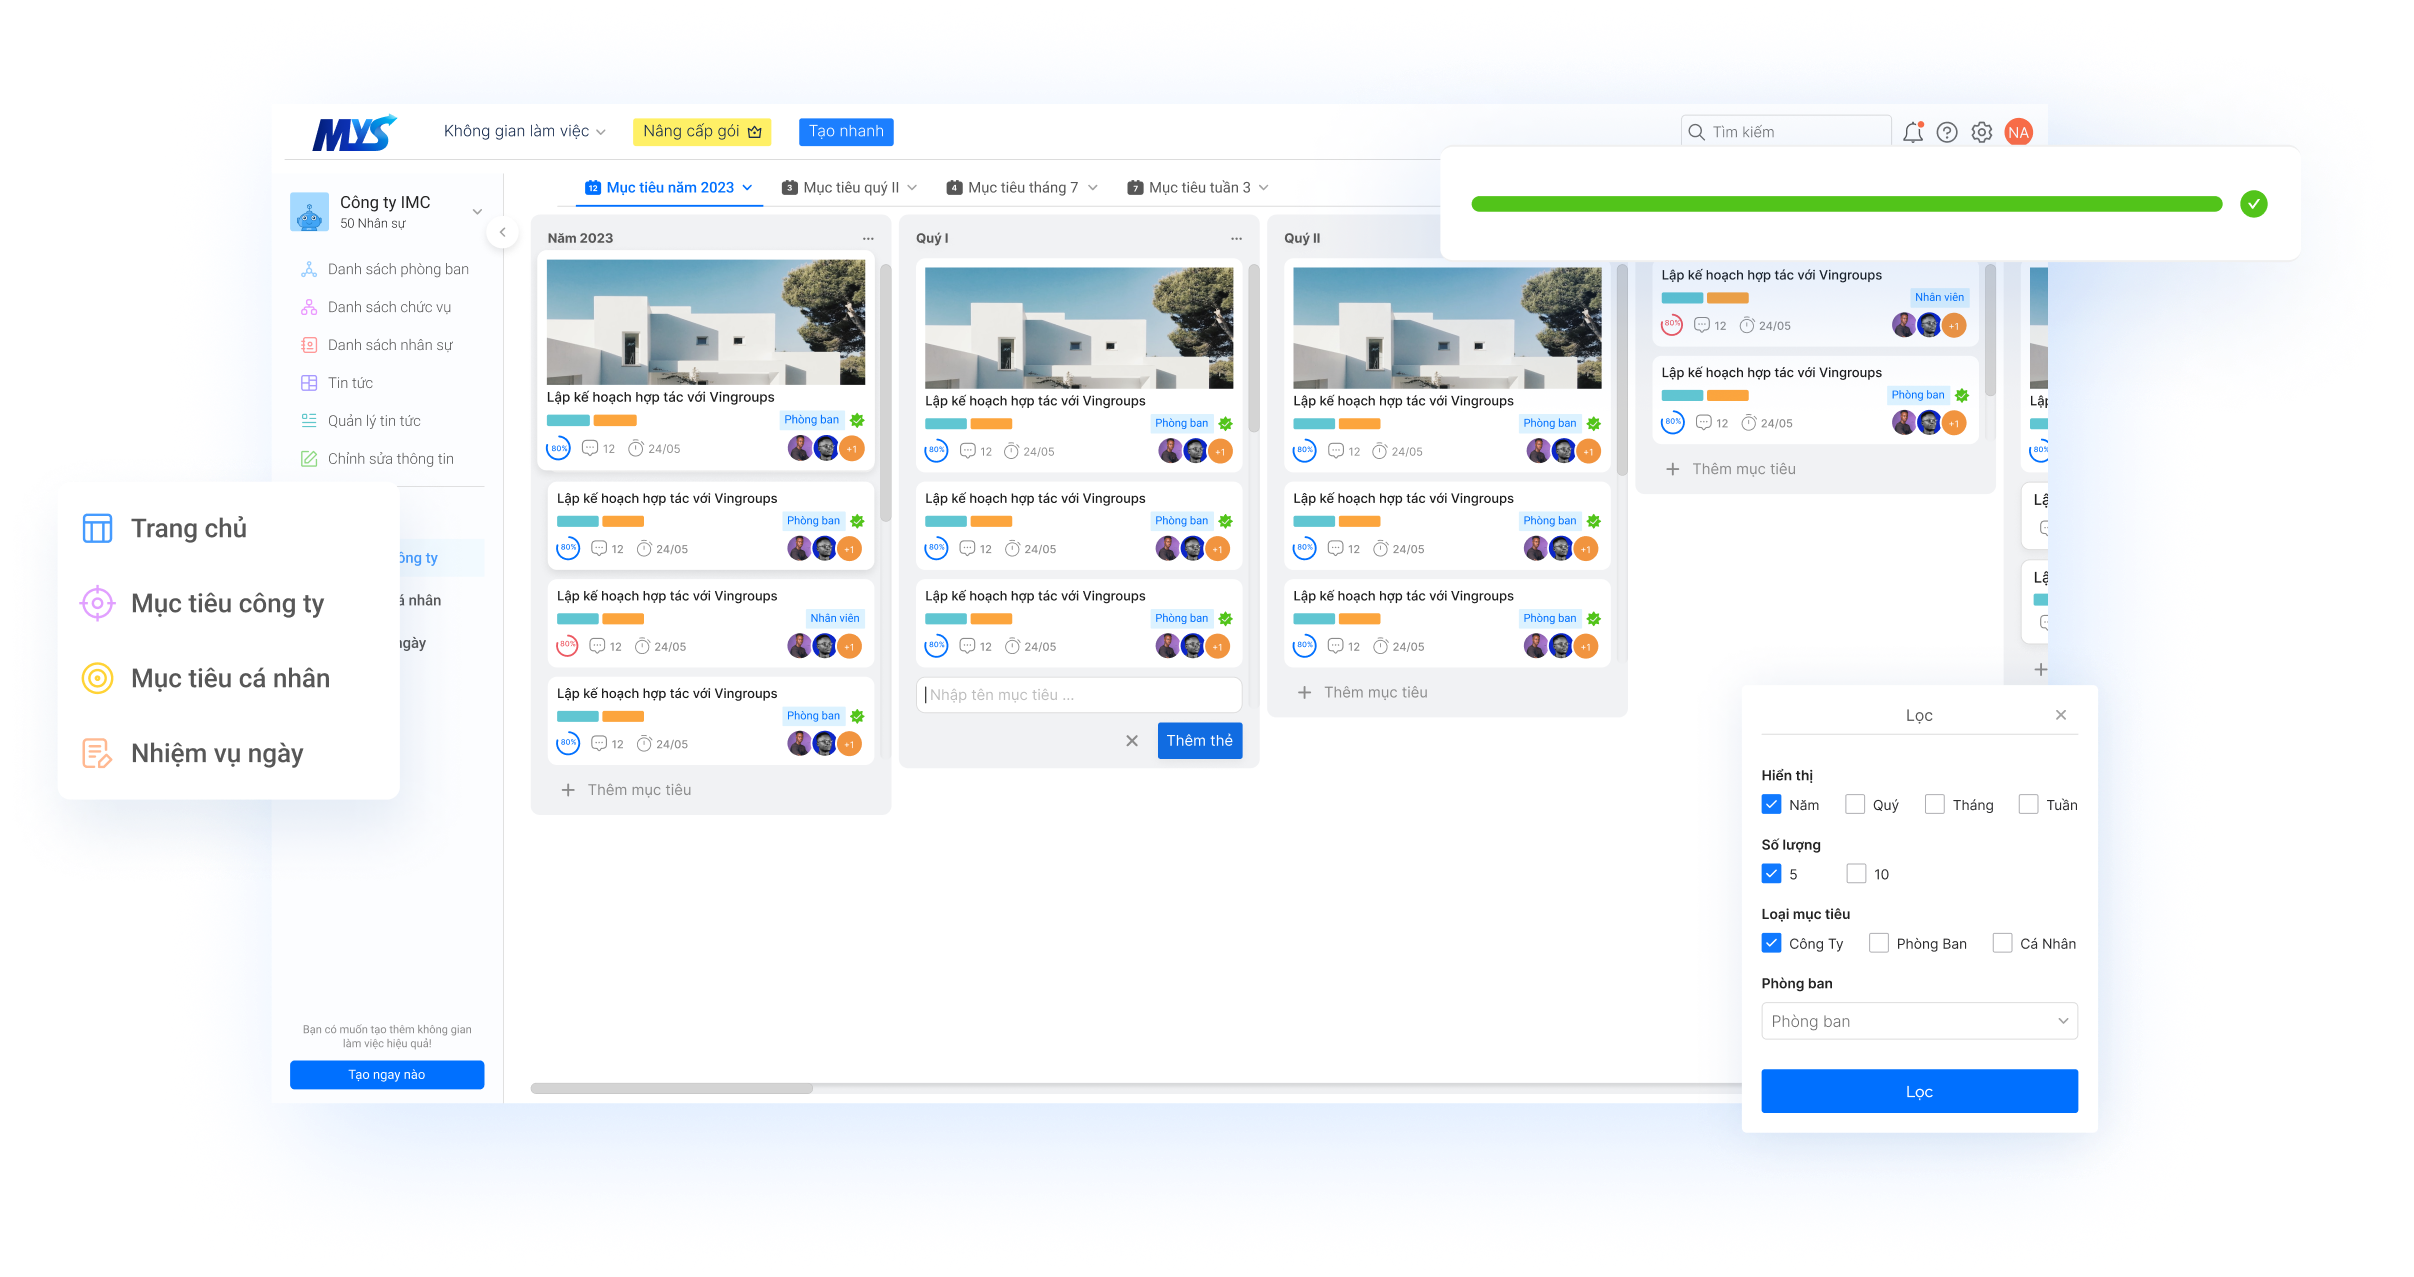 MYS
Không gian làm việc
Nâng cấp gói
Tạo nhanh
Tìm kiếm
NA
Công ty IMC
50 Nhân sự
Danh sách phòng ban
Danh sách chức vụ
Danh sách nhân sự
Tin tức
Quản lý tin tức
Chỉnh sửa thông tin
Trang chủ
Mục tiêu công ty
Mục tiêu cá nhân
Nhiệm vụ ngày
ông ty
á nhân
gày
Bạn có muốn tạo thêm không gian
làm việc hiệu quả!
Tạo ngay nào
12 Mục tiêu năm 2023
3 Mục tiêu quý II
4 Mục tiêu tháng 7
7 Mục tiêu tuần 3
Năm 2023
Lập kế hoạch hợp tác với Vingroups
Phòng ban
80% 12 24/05 +1
Lập kế hoạch hợp tác với Vingroups
Phòng ban
80% 12 24/05 +1
Lập kế hoạch hợp tác với Vingroups
Nhân viên
80% 12 24/05 +1
Lập kế hoạch hợp tác với Vingroups
Phòng ban
80% 12 24/05 +1
Thêm mục tiêu
Quý I
Lập kế hoạch hợp tác với Vingroups
Phòng ban
80% 12 24/05 +1
Lập kế hoạch hợp tác với Vingroups
Phòng ban
80% 12 24/05 +1
Lập kế hoạch hợp tác với Vingroups
Phòng ban
80% 12 24/05 +1
Nhập tên mục tiêu ...
Thêm thẻ
Quý II
Lập kế hoạch hợp tác với Vingroups
Phòng ban
80% 12 24/05 +1
Lập kế hoạch hợp tác với Vingroups
Phòng ban
80% 12 24/05 +1
Lập kế hoạch hợp tác với Vingroups
Phòng ban
80% 12 24/05 +1
Thêm mục tiêu
Lập kế hoạch hợp tác với Vingroups
Nhân viên
80% 12 24/05 +1
Lập kế hoạch hợp tác với Vingroups
Phòng ban
80% 12 24/05 +1
Thêm mục tiêu
Lập
80%
Lậ
Lậ
Lọc
Hiển thị
Năm Quý Tháng Tuần
Số lượng
5 10
Loại mục tiêu
Công Ty Phòng Ban Cá Nhân
Phòng ban
Phòng ban
Lọc